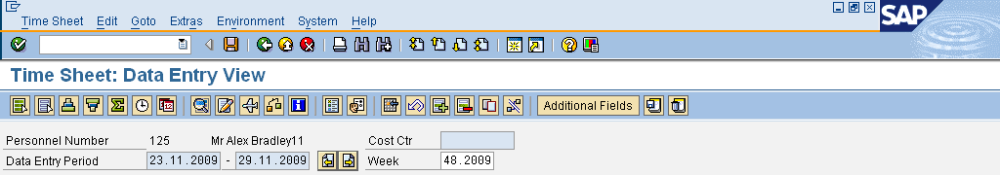 Time Sheet Edit Goto Extras Environment System Help
SAP
Time Sheet: Data Entry View
Additional Fields
Personnel Number 125 Mr Alex Bradley11 Cost Ctr
Data Entry Period 23.11.2009 - 29.11.2009 Week 48.2009